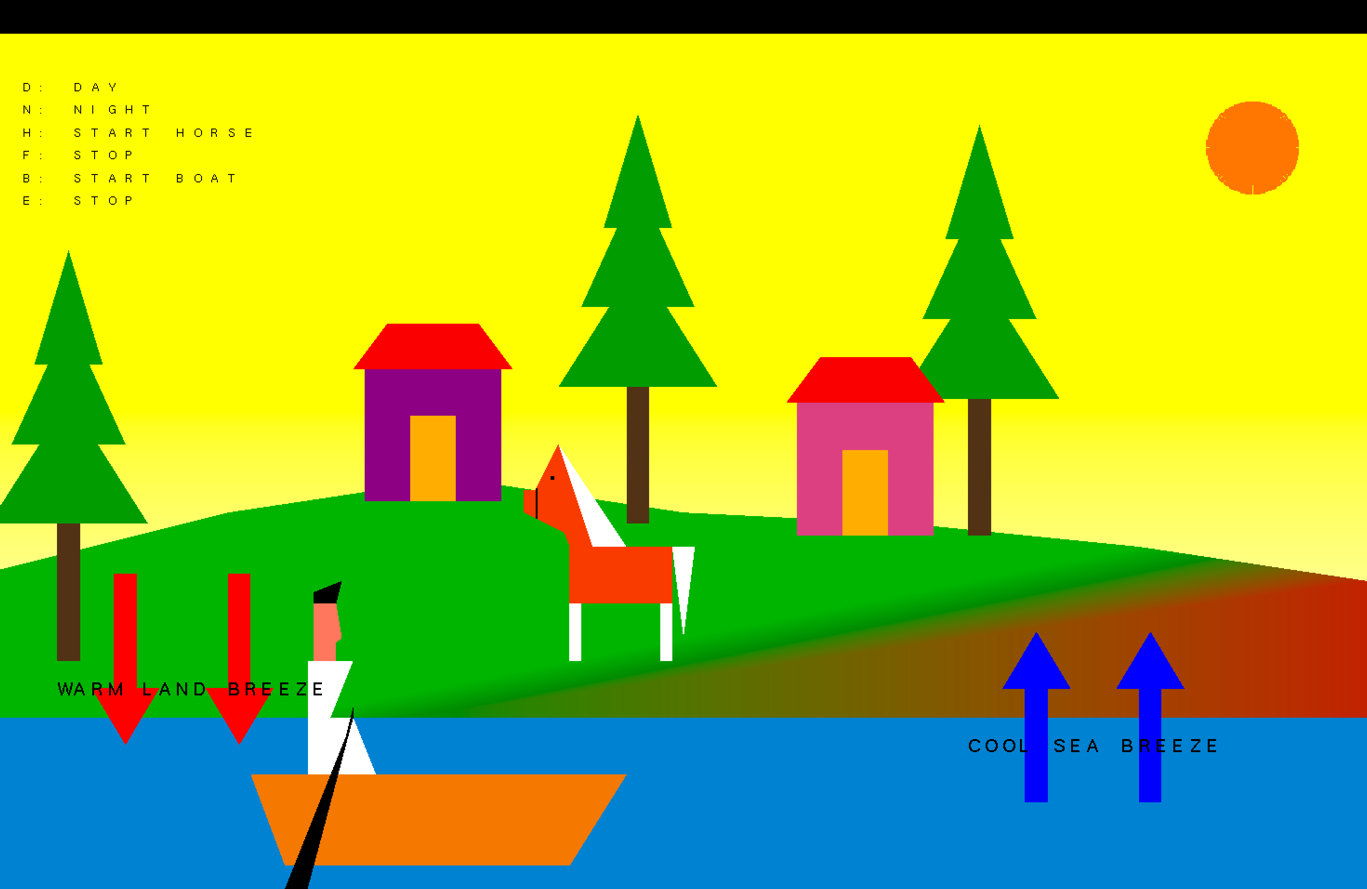 D: DAY
N: NIGHT
H: START HORSE
F: STOP
B: START BOAT
E: STOP
WARM LAND BREEZE
COOL SEA BREEZE